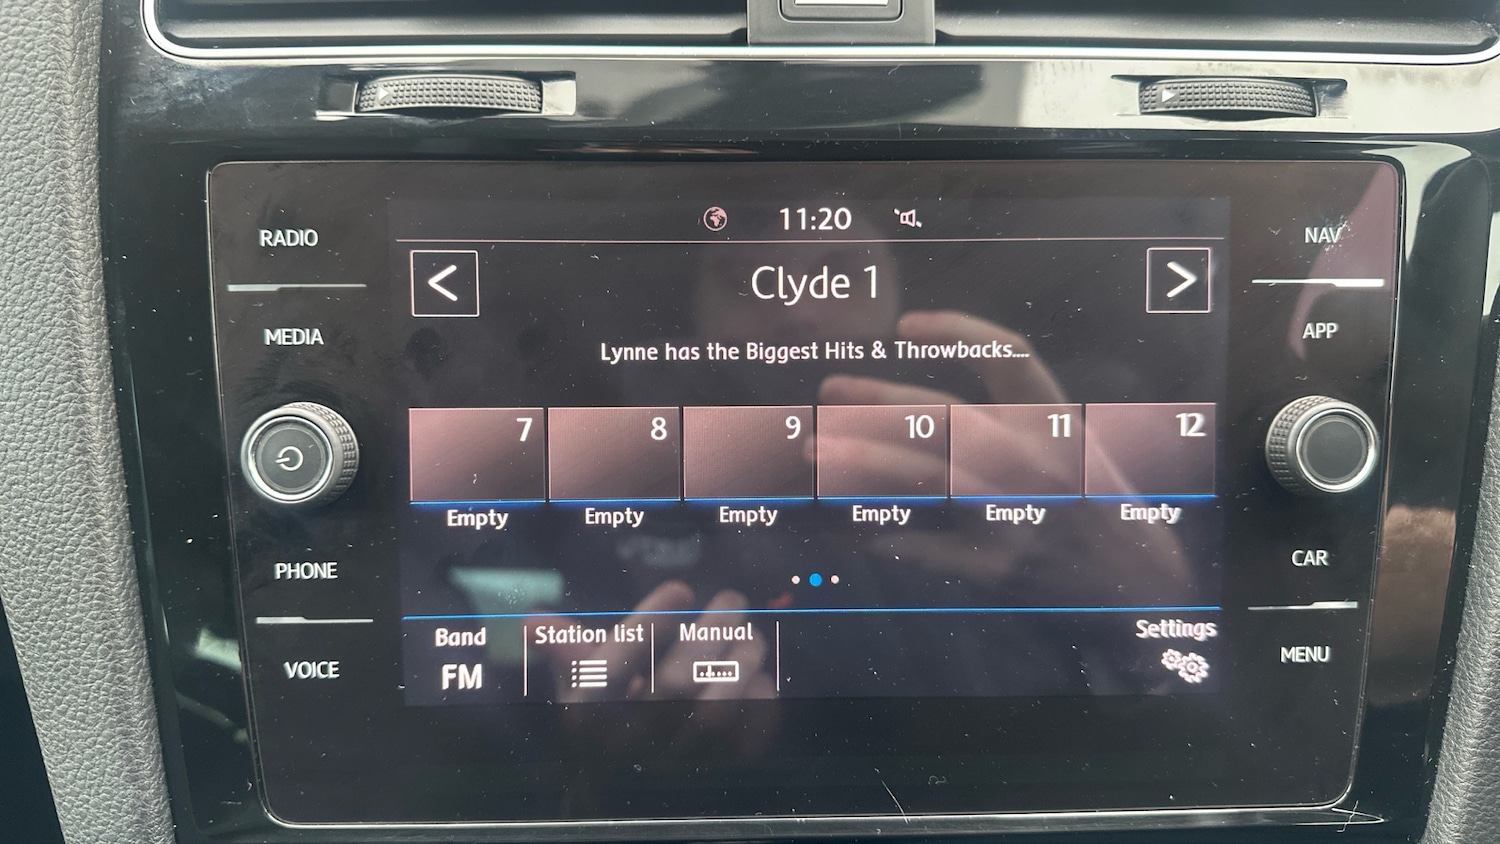 11:20
RADIO
NAV
< Clyde 1 >
MEDIA
APP
Lynne has the Biggest Hits & Throwbacks....
7 8 9 10 11 12
Empty Empty Empty Empty Empty Empty
PHONE
CAR
Band Station list Manual Settings
FM
VOICE
MENU